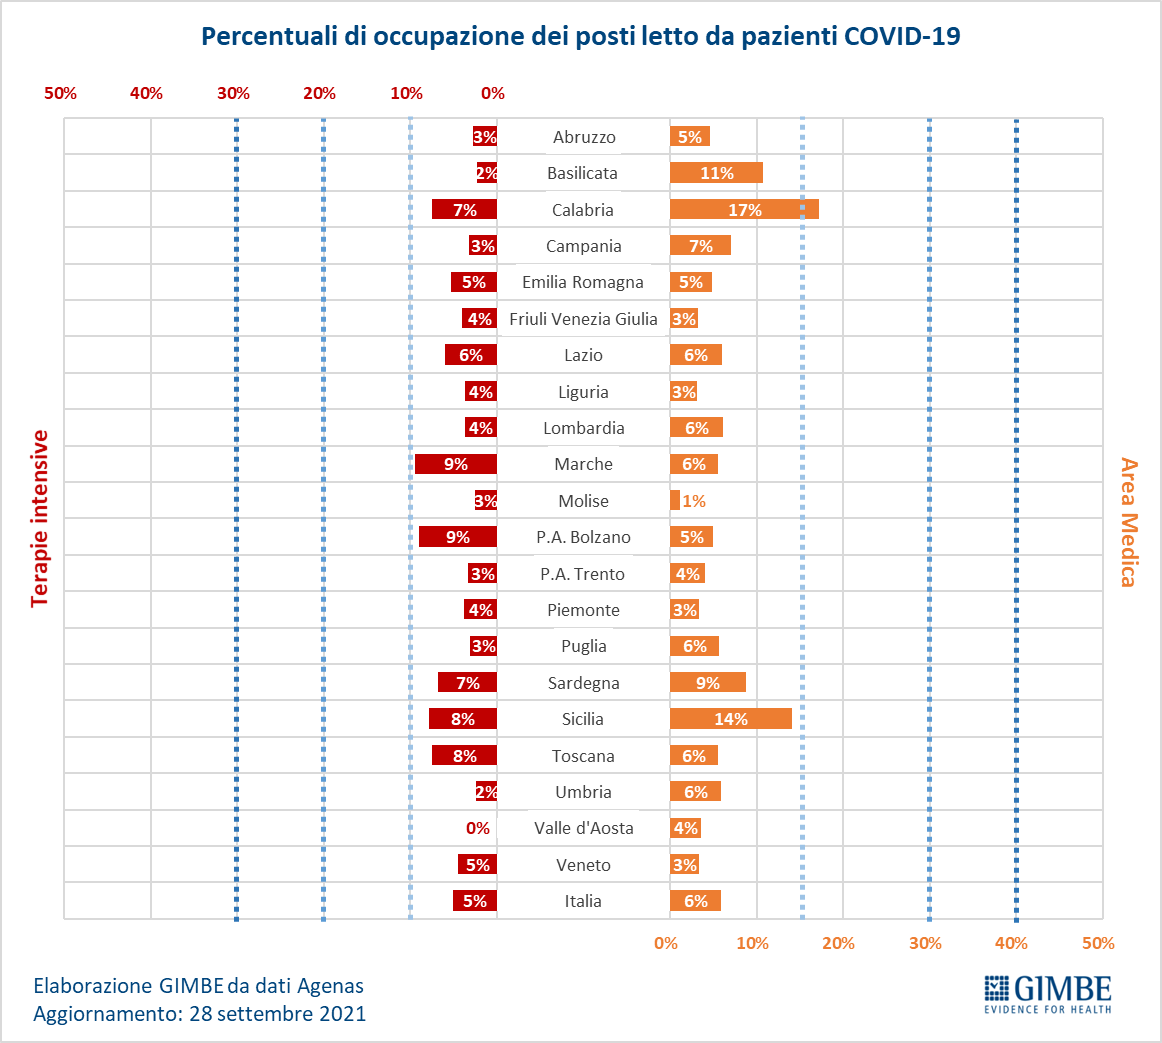 Percentuali di occupazione dei posti letto da pazienti COVID-19
50% 40% 30% 20% 10% 0%
3% Abruzzo 5%
2% Basilicata 11%
7% Calabria 17%
3% Campania 7%
5% Emilia Romagna 5%
4% Friuli Venezia Giulia 3%
6% Lazio 6%
4% Liguria 3%
4% Lombardia 6%
9% Marche 6%
3% Molise 1%
9% P.A. Bolzano 5%
3% P.A. Trento 4%
4% Piemonte 3%
3% Puglia 6%
7% Sardegna 9%
8% Sicilia 14%
8% Toscana 6%
2% Umbria 6%
0% Valle d'Aosta 4%
5% Veneto 3%
5% Italia 6%
Terapie intensive
Area Medica
0% 10% 20% 30% 40% 50%
Elaborazione GIMBE da dati Agenas
Aggiornamento: 28 settembre 2021
GIMBE
EVIDENCE FOR HEALTH